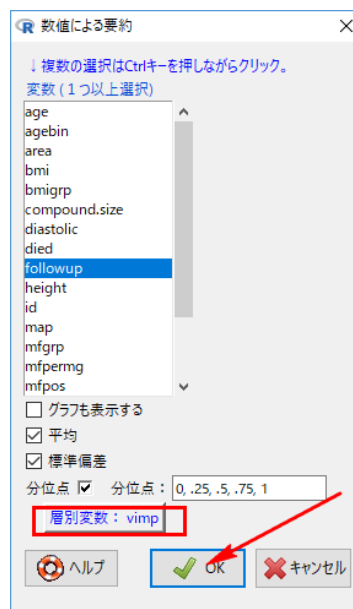 数値による要約
↓複数の選択はCtrlキーを押しながらクリック。
変数(1つ以上選択)
age
agebin
area
bmi
bmigrp
compound.size
diastolic
died
followup
height
id
map
mfgrp
mfpermg
mfpos
グラフも表示する
平均
標準偏差
分位点 分位点: 0, .25, .5, .75, 1
層別変数: vimp
ヘルプ OK キャンセル